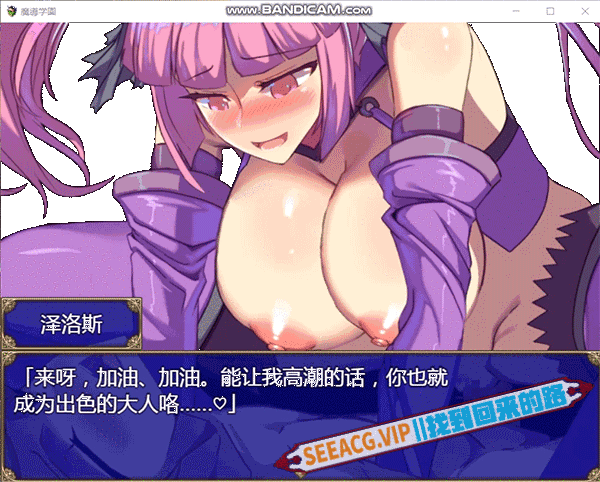 魔導学園
www.BANDICAM.com
泽洛斯
「来呀，加油、加油。能让我高潮的话，你也就
成为出色的大人咯……♡」
SEEACG.VIP||找到回来的路